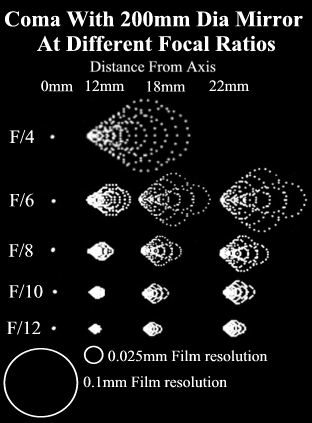 Coma With 200mm Dia Mirror
At Different Focal Ratios
Distance From Axis
0mm 12mm 18mm 22mm
F/4
F/6
F/8
F/10
F/12
0.025mm Film resolution
0.1mm Film resolution